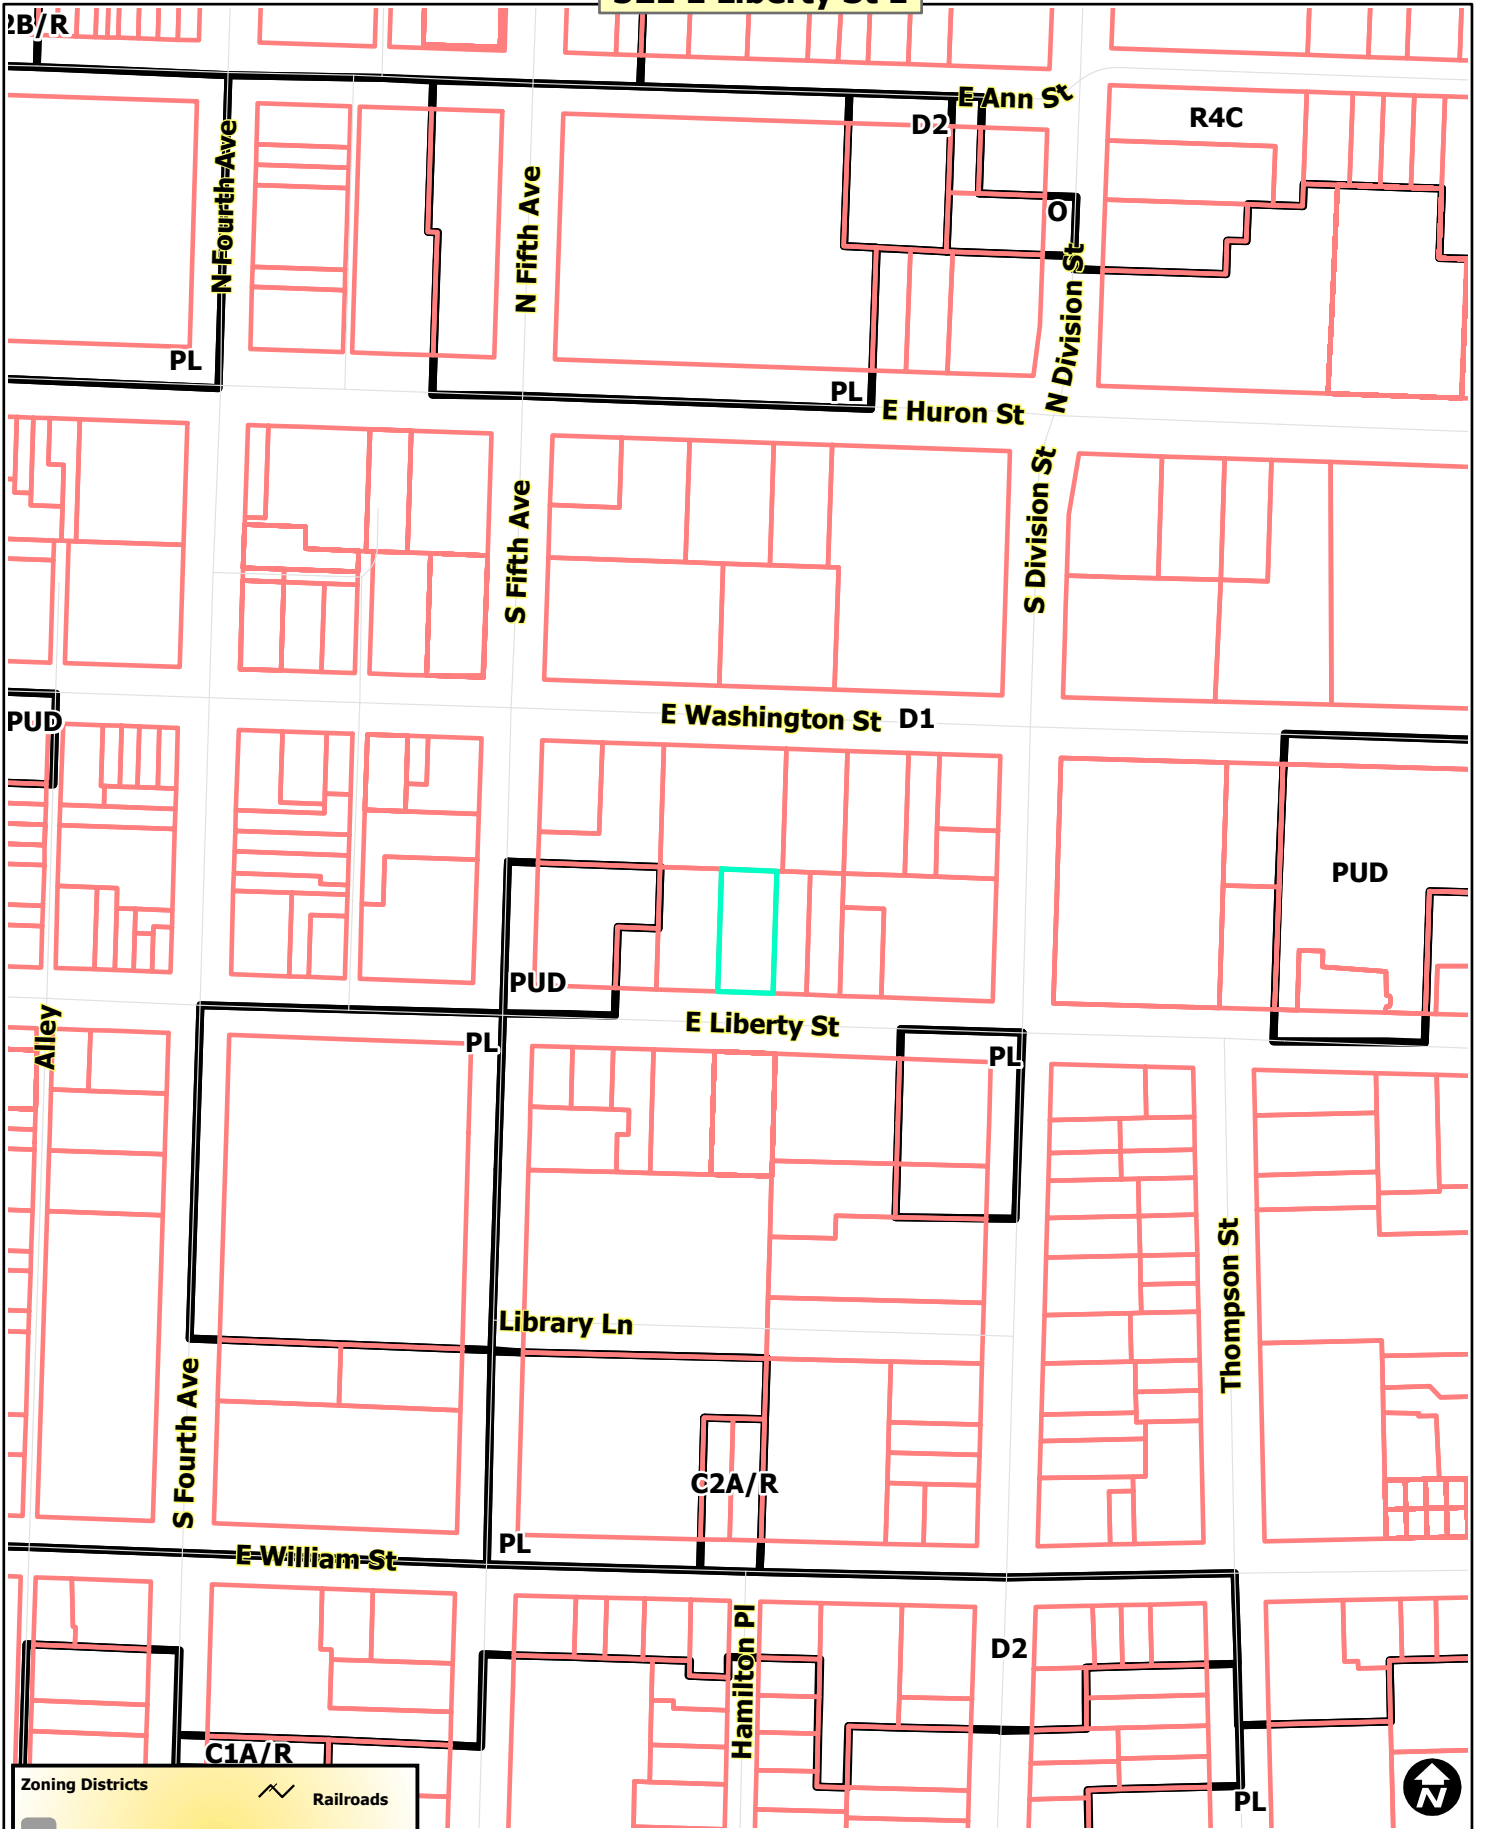 2B/R
E Ann St
D2
R4C
N Fourth Ave
N Fifth Ave
O
N Division St
PL
PL
E Huron St
S Fifth Ave
S Division St
PUD
E Washington St
D1
PUD
PUD
E Liberty St
Alley
PL
PL
Library Ln
Thompson St
S Fourth Ave
C2A/R
E William St
PL
Hamilton Pl
D2
C1A/R
Zoning Districts
Railroads
PL
N